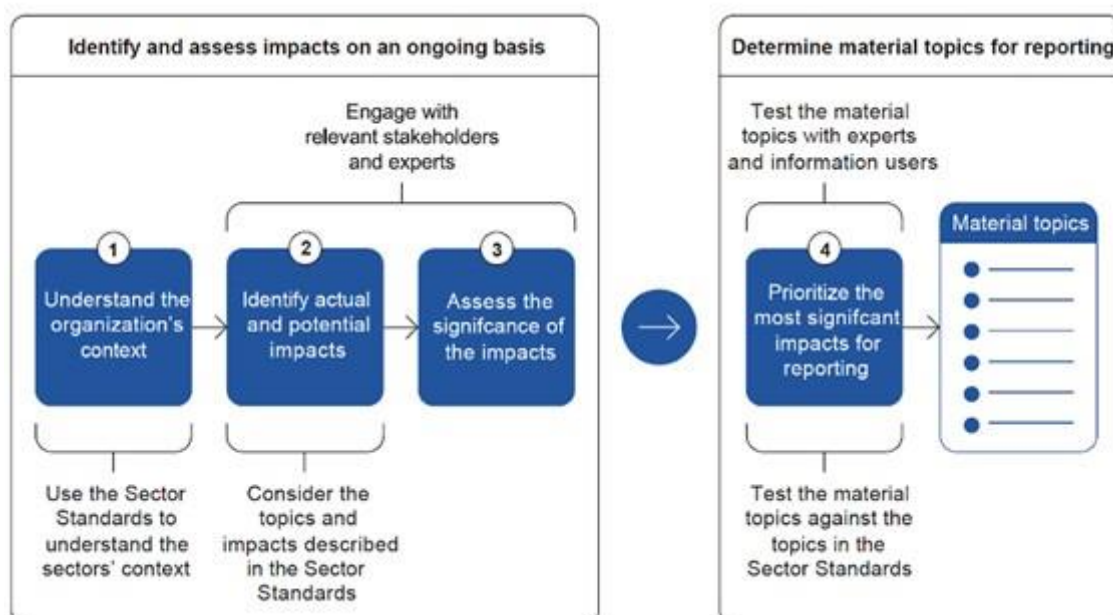 Identify and assess impacts on an ongoing basis
Engage with
relevant stakeholders
and experts
1
Understand the
organization's
context
2
Identify actual
and potential
impacts
3
Assess the
signifcance of
the impacts
Use the Sector
Standards to
understand the
sectors' context
Consider the
topics and
impacts described
in the Sector
Standards
Determine material topics for reporting
Test the material
topics with experts
and information users
4
Prioritize the
most signifcant
impacts for
reporting
Material topics
Test the material
topics against the
topics in the
Sector Standards